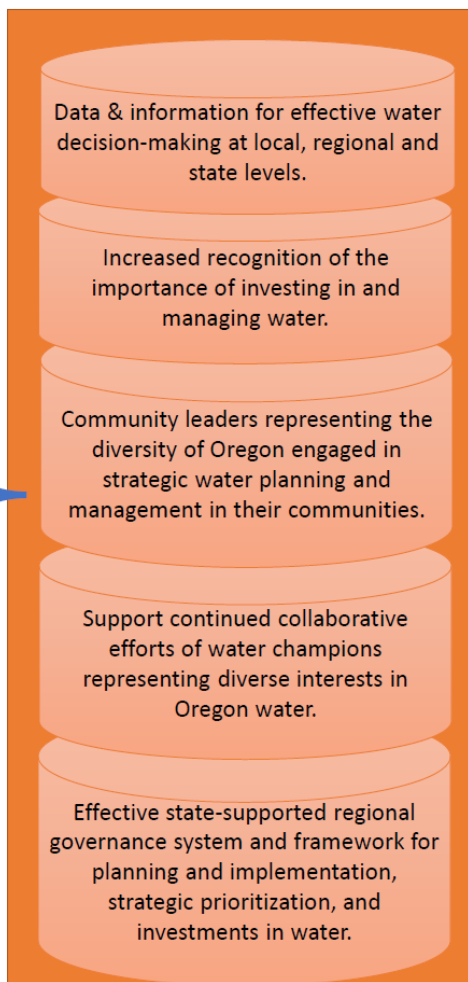 Data & information for effective water
decision-making at local, regional and
state levels.
Increased recognition of the
importance of investing in and
managing water.
Community leaders representing the
diversity of Oregon engaged in
strategic water planning and
management in their communities.
Support continued collaborative
efforts of water champions
representing diverse interests in
Oregon water.
Effective state-supported regional
governance system and framework for
planning and implementation,
strategic prioritization, and
investments in water.